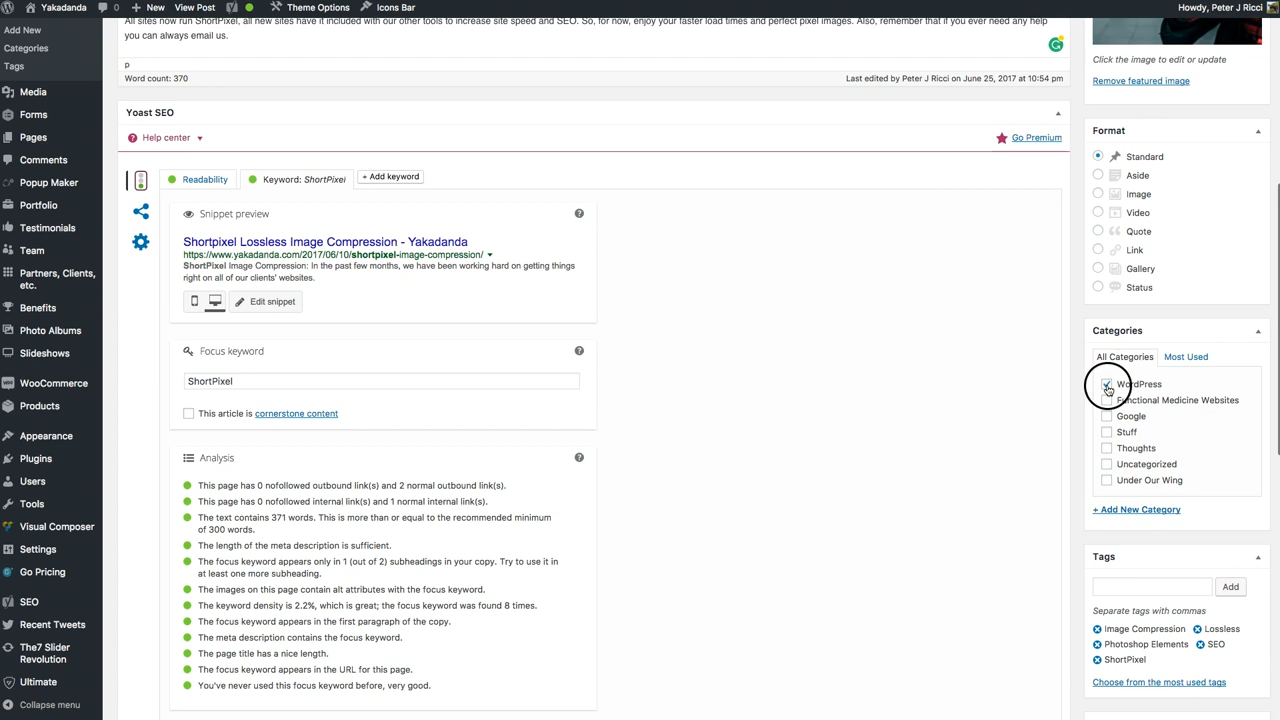 Yakadanda
0
New
View Post
Theme Options
Icons Bar
Howdy, Peter J Ricci
Add New
Categories
Tags
Media
Forms
Pages
Comments
Popup Maker
Portfolio
Testimonials
Team
Partners, Clients,
etc.
Benefits
Photo Albums
Slideshows
WooCommerce
Products
Appearance
Plugins
Users
Tools
Visual Composer
Settings
Go Pricing
SEO
Recent Tweets
The7 Slider
Revolution
Ultimate
Collapse menu
All sites now run ShortPixel, all new sites have it included with our other tools to increase site speed and SEO. So, for now, enjoy your faster load times and perfect pixel images. Also, remember that if you ever need any help
you can always email us.
p
Word count: 370
Last edited by Peter J Ricci on June 25, 2017 at 10:54 pm
Yoast SEO
Help center
Go Premium
Readability
Keyword: ShortPixel
+ Add keyword
Snippet preview
Shortpixel Lossless Image Compression - Yakadanda
https://www.yakadanda.com/2017/06/10/shortpixel-image-compression/
ShortPixel Image Compression: In the past few months, we have been working hard on getting things
right on all of our clients' websites.
Edit snippet
Focus keyword
ShortPixel
This article is cornerstone content
Analysis
This page has 0 nofollowed outbound link(s) and 2 normal outbound link(s).
This page has 0 nofollowed internal link(s) and 1 normal internal link(s).
The text contains 371 words. This is more than or equal to the recommended minimum
of 300 words.
The length of the meta description is sufficient.
The focus keyword appears only in 1 (out of 2) subheadings in your copy. Try to use it in
at least one more subheading.
The images on this page contain alt attributes with the focus keyword.
The keyword density is 2.2%, which is great; the focus keyword was found 8 times.
The focus keyword appears in the first paragraph of the copy.
The meta description contains the focus keyword.
The page title has a nice length.
The focus keyword appears in the URL for this page.
You've never used this focus keyword before, very good.
Click the image to edit or update
Remove featured image
Format
Standard
Aside
Image
Video
Quote
Link
Gallery
Status
Categories
All Categories
Most Used
WordPress
Functional Medicine Websites
Google
Stuff
Thoughts
Uncategorized
Under Our Wing
+ Add New Category
Tags
Add
Separate tags with commas
Image Compression
Lossless
Photoshop Elements
SEO
ShortPixel
Choose from the most used tags